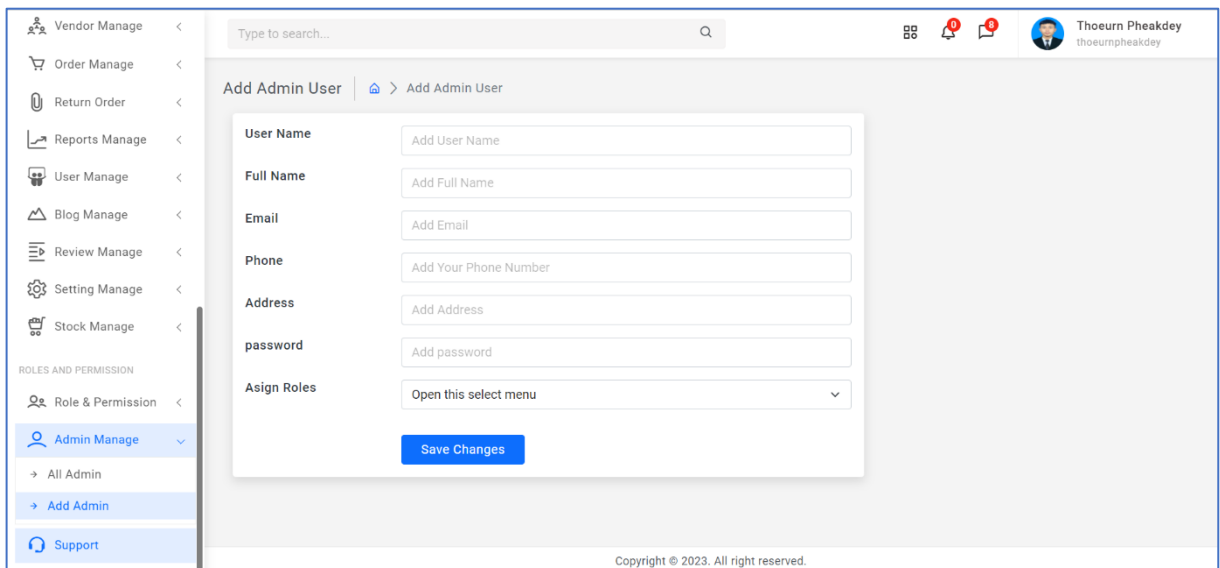 Vendor Manage
Order Manage
Return Order
Reports Manage
User Manage
Blog Manage
Review Manage
Setting Manage
Stock Manage
ROLES AND PERMISSION
Role & Permission
Admin Manage
All Admin
Add Admin
Support
Type to search...
0
8
Thoeurn Pheakdey
thoeurnpheakdey
Add Admin User
Add Admin User
User Name
Add User Name
Full Name
Add Full Name
Email
Add Email
Phone
Add Your Phone Number
Address
Add Address
password
Add password
Asign Roles
Open this select menu
Save Changes
Copyright © 2023. All right reserved.